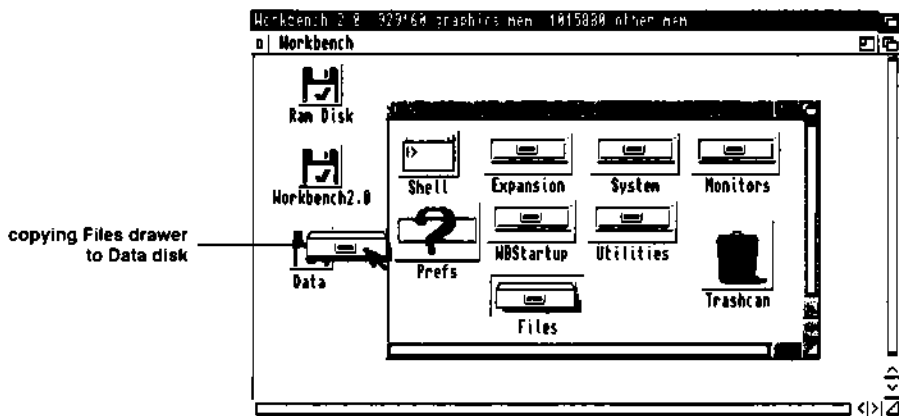 Workbench 2.0 graphics mem 1015880 other mem
Workbench
Ram Disk
Workbench2.0
Data
Shell
Expansion
System
Monitors
Prefs
WBStartup
Utilities
Trashcan
Files
copying Files drawer
to Data disk